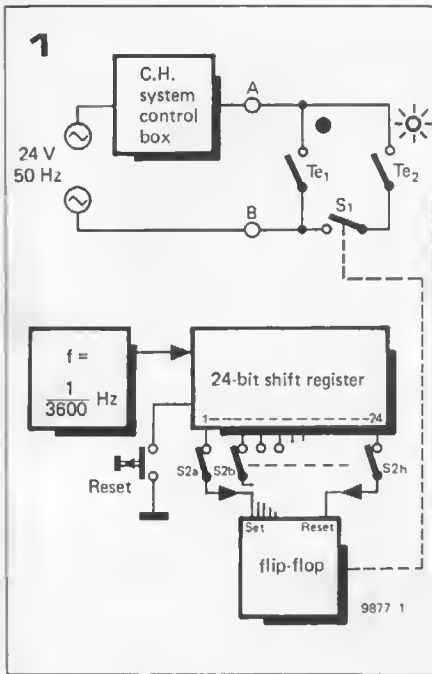 1
C.H.
system
control
box
A
24 V
50 Hz
Te1
Te2
S1
B
f =
1
3600 Hz
24-bit shift register
1 24
Reset
S2a S2b S2h
Set Reset
flip-flop
9877 1